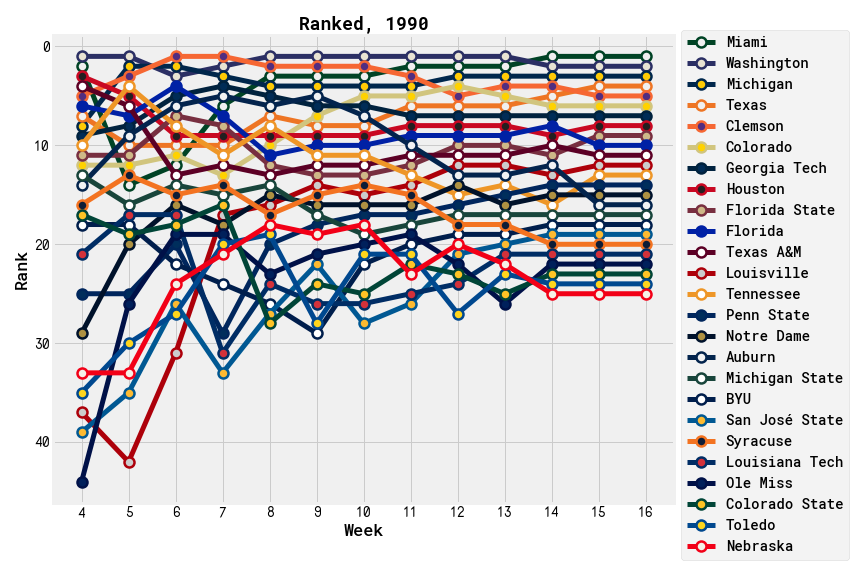 Ranked, 1990
0
10
20
30
40
Rank
4 5 6 7 8 9 10 11 12 13 14 15 16
Week
Miami
Washington
Michigan
Texas
Clemson
Colorado
Georgia Tech
Houston
Florida State
Florida
Texas A&M
Louisville
Tennessee
Penn State
Notre Dame
Auburn
Michigan State
BYU
San José State
Syracuse
Louisiana Tech
Ole Miss
Colorado State
Toledo
Nebraska